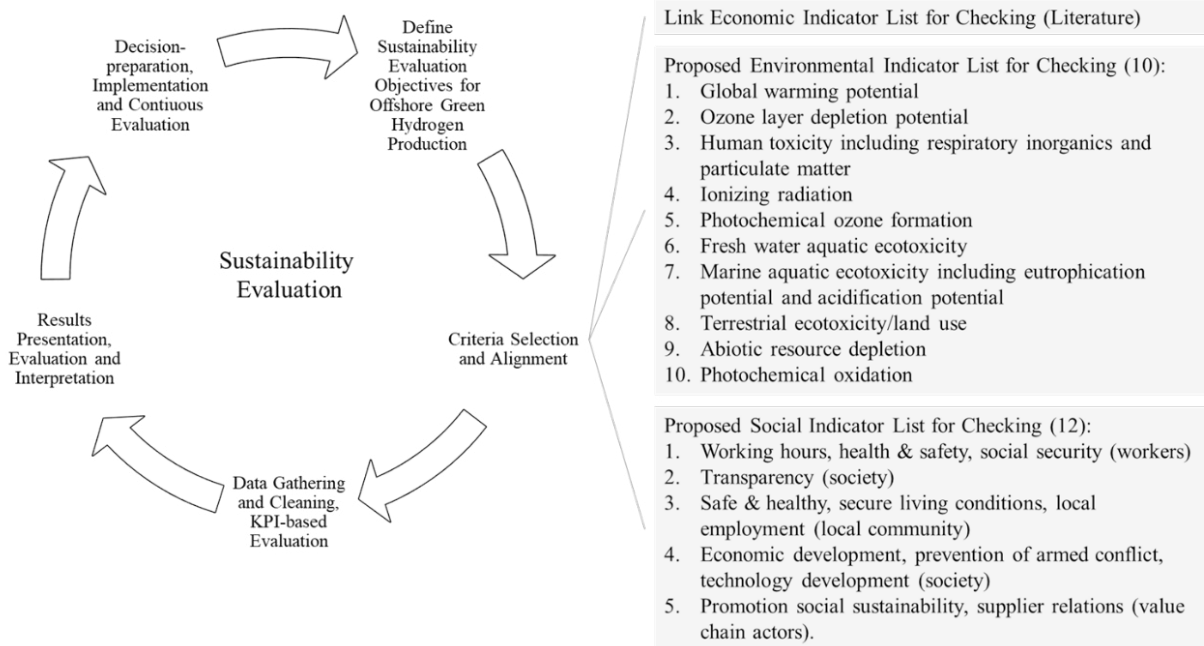 Decision-
preparation,
Implementation
and Contiuous
Evaluation
Define
Sustainability
Evaluation
Objectives for
Offshore Green
Hydrogen
Production
Sustainability
Evaluation
Criteria Selection
and Alignment
Data Gathering
and Cleaning,
KPI-based
Evaluation
Results
Presentation,
Evaluation and
Interpretation
Link Economic Indicator List for Checking (Literature)
Proposed Environmental Indicator List for Checking (10):
1. Global warming potential
2. Ozone layer depletion potential
3. Human toxicity including respiratory inorganics and
particulate matter
4. Ionizing radiation
5. Photochemical ozone formation
6. Fresh water aquatic ecotoxicity
7. Marine aquatic ecotoxicity including eutrophication
potential and acidification potential
8. Terrestrial ecotoxicity/land use
9. Abiotic resource depletion
10. Photochemical oxidation
Proposed Social Indicator List for Checking (12):
1. Working hours, health & safety, social security (workers)
2. Transparency (society)
3. Safe & healthy, secure living conditions, local
employment (local community)
4. Economic development, prevention of armed conflict,
technology development (society)
5. Promotion social sustainability, supplier relations (value
chain actors).